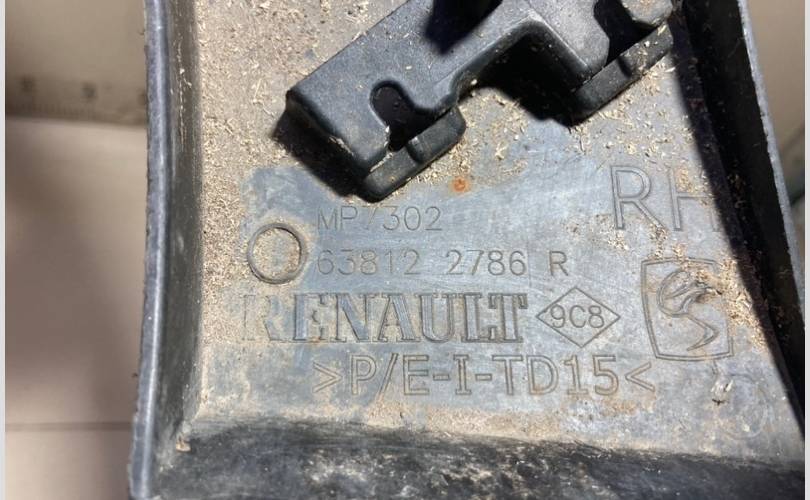 RH
MP7302
63812 2786 R
RENAULT 9C8
>P/E-I-TD15<